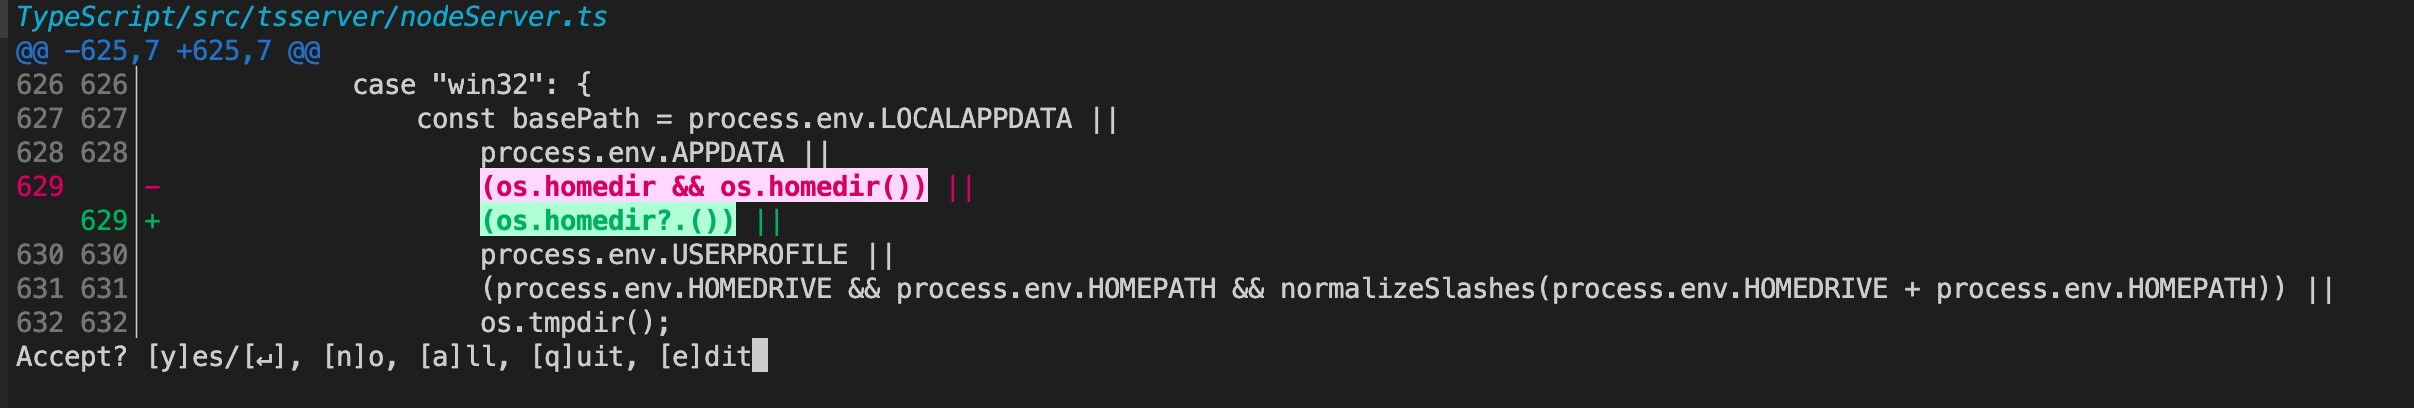 TypeScript/src/tsserver/nodeServer.ts
@@ -625,7 +625,7 @@
626 626│             case "win32": {
627 627│                 const basePath = process.env.LOCALAPPDATA ||
628 628│                     process.env.APPDATA ||
629    │-                    (os.homedir && os.homedir()) ||
    629│+                    (os.homedir?.()) ||
630 630│                     process.env.USERPROFILE ||
631 631│                     (process.env.HOMEDRIVE && process.env.HOMEPATH && normalizeSlashes(process.env.HOMEDRIVE + process.env.HOMEPATH)) ||
632 632│                     os.tmpdir();
Accept? [y]es/[↵], [n]o, [a]ll, [q]uit, [e]dit